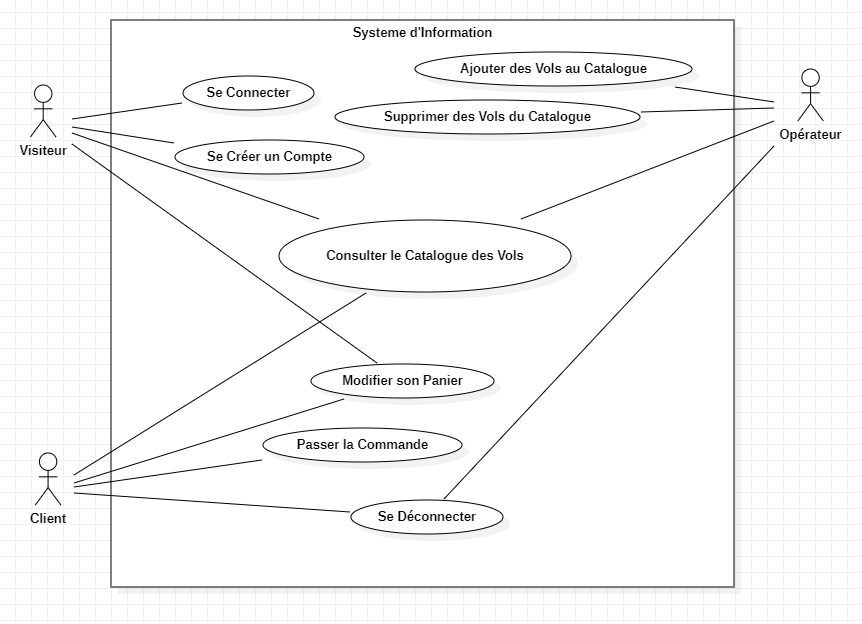 Systeme d'Information
Ajouter des Vols au Catalogue
Se Connecter
Supprimer des Vols du Catalogue
Opérateur
Visiteur
Se Créer un Compte
Consulter le Catalogue des Vols
Modifier son Panier
Passer la Commande
Se Déconnecter
Client